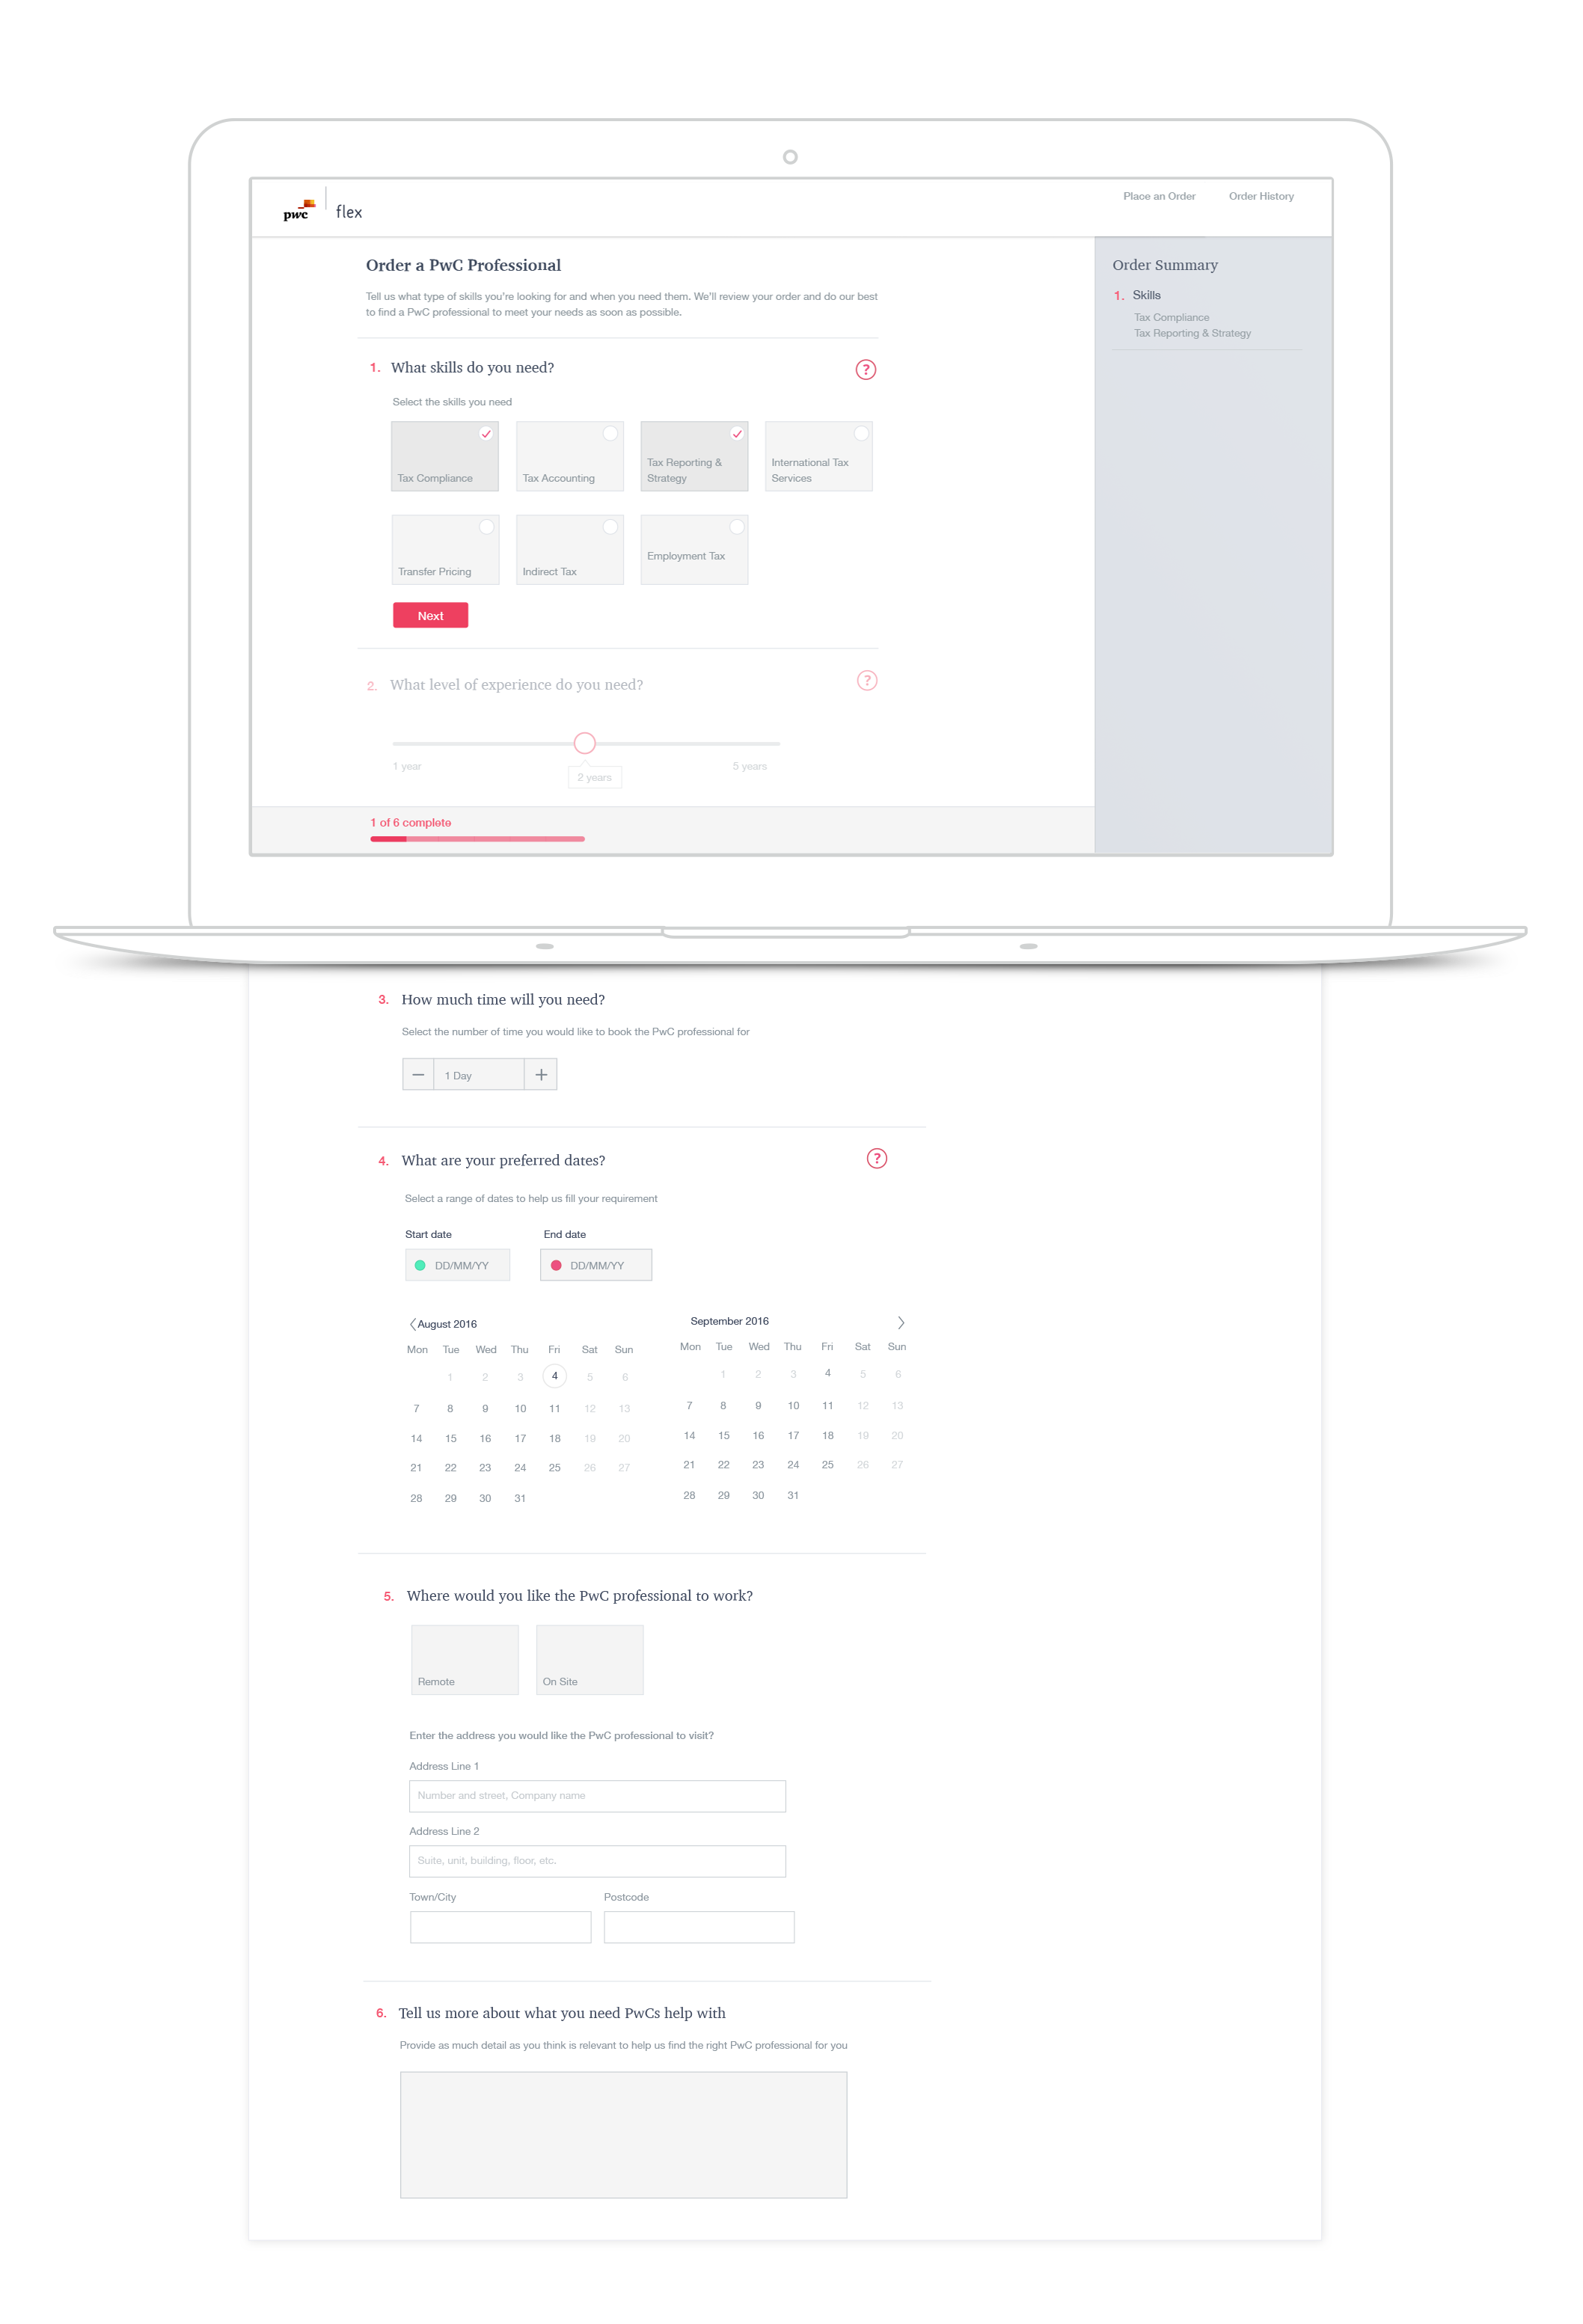 pwc
flex
Place an Order
Order History
Order a PwC Professional
Tell us what type of skills you're looking for and when you need them. We'll review your order and do our best
to find a PwC professional to meet your needs as soon as possible.
Order Summary
1. Skills
Tax Compliance
Tax Reporting & Strategy
1. What skills do you need?
?
Select the skills you need
Tax Compliance
Tax Accounting
Tax Reporting &
Strategy
International Tax
Services
Transfer Pricing
Indirect Tax
Employment Tax
Next
2. What level of experience do you need?
?
1 year
2 years
5 years
1 of 6 complete
3. How much time will you need?
Select the number of time you would like to book the PwC professional for
− 1 Day +
4. What are your preferred dates?
?
Select a range of dates to help us fill your requirement
Start date
End date
DD/MM/YY
DD/MM/YY
August 2016
Mon Tue Wed Thu Fri Sat Sun
1 2 3 4 5 6
7 8 9 10 11 12 13
14 15 16 17 18 19 20
21 22 23 24 25 26 27
28 29 30 31
September 2016
Mon Tue Wed Thu Fri Sat Sun
1 2 3 4 5 6
7 8 9 10 11 12 13
14 15 16 17 18 19 20
21 22 23 24 25 26 27
28 29 30 31
5. Where would you like the PwC professional to work?
Remote
On Site
Enter the address you would like the PwC professional to visit?
Address Line 1
Number and street, Company name
Address Line 2
Suite, unit, building, floor, etc.
Town/City
Postcode
6. Tell us more about what you need PwCs help with
Provide as much detail as you think is relevant to help us find the right PwC professional for you